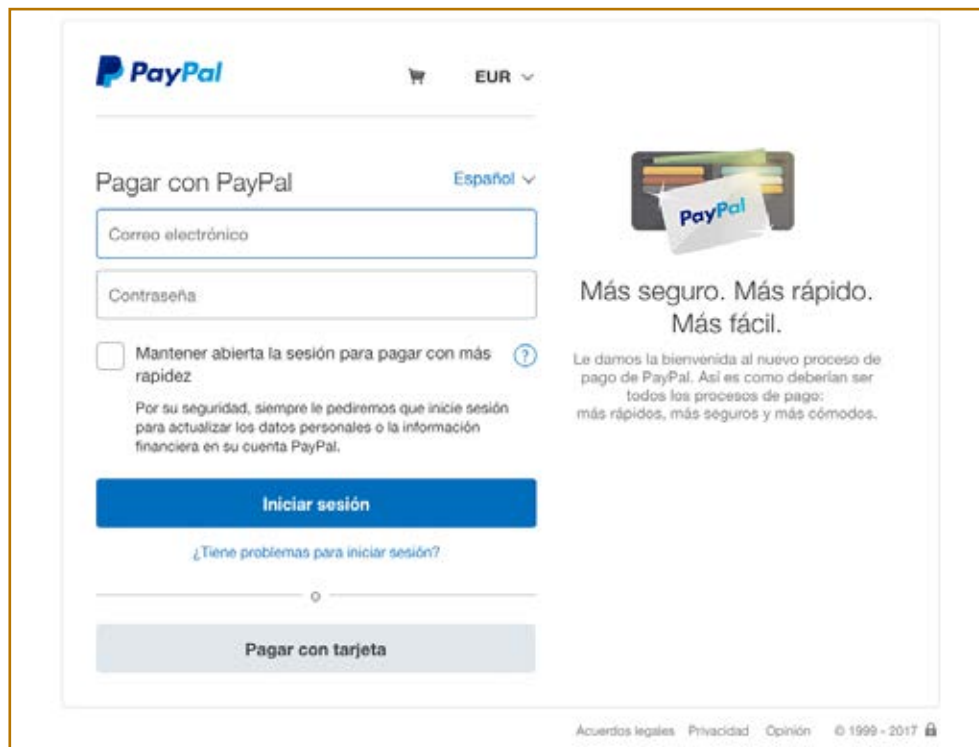 PayPal
EUR
Pagar con PayPal
Español
Correo electrónico
Contraseña
Mantener abierta la sesión para pagar con más
rapidez
?
Por su seguridad, siempre le pediremos que inicie sesión
para actualizar los datos personales o la información
financiera en su cuenta PayPal.
Iniciar sesión
¿Tiene problemas para iniciar sesión?
o
Pagar con tarjeta
PayPal
Más seguro. Más rápido.
Más fácil.
Le damos la bienvenida al nuevo proceso de
pago de PayPal. Así es como deberían ser
todos los procesos de pago:
más rápidos, más seguros y más cómodos.
Acuerdos legales Privacidad Opinión © 1999 - 2017